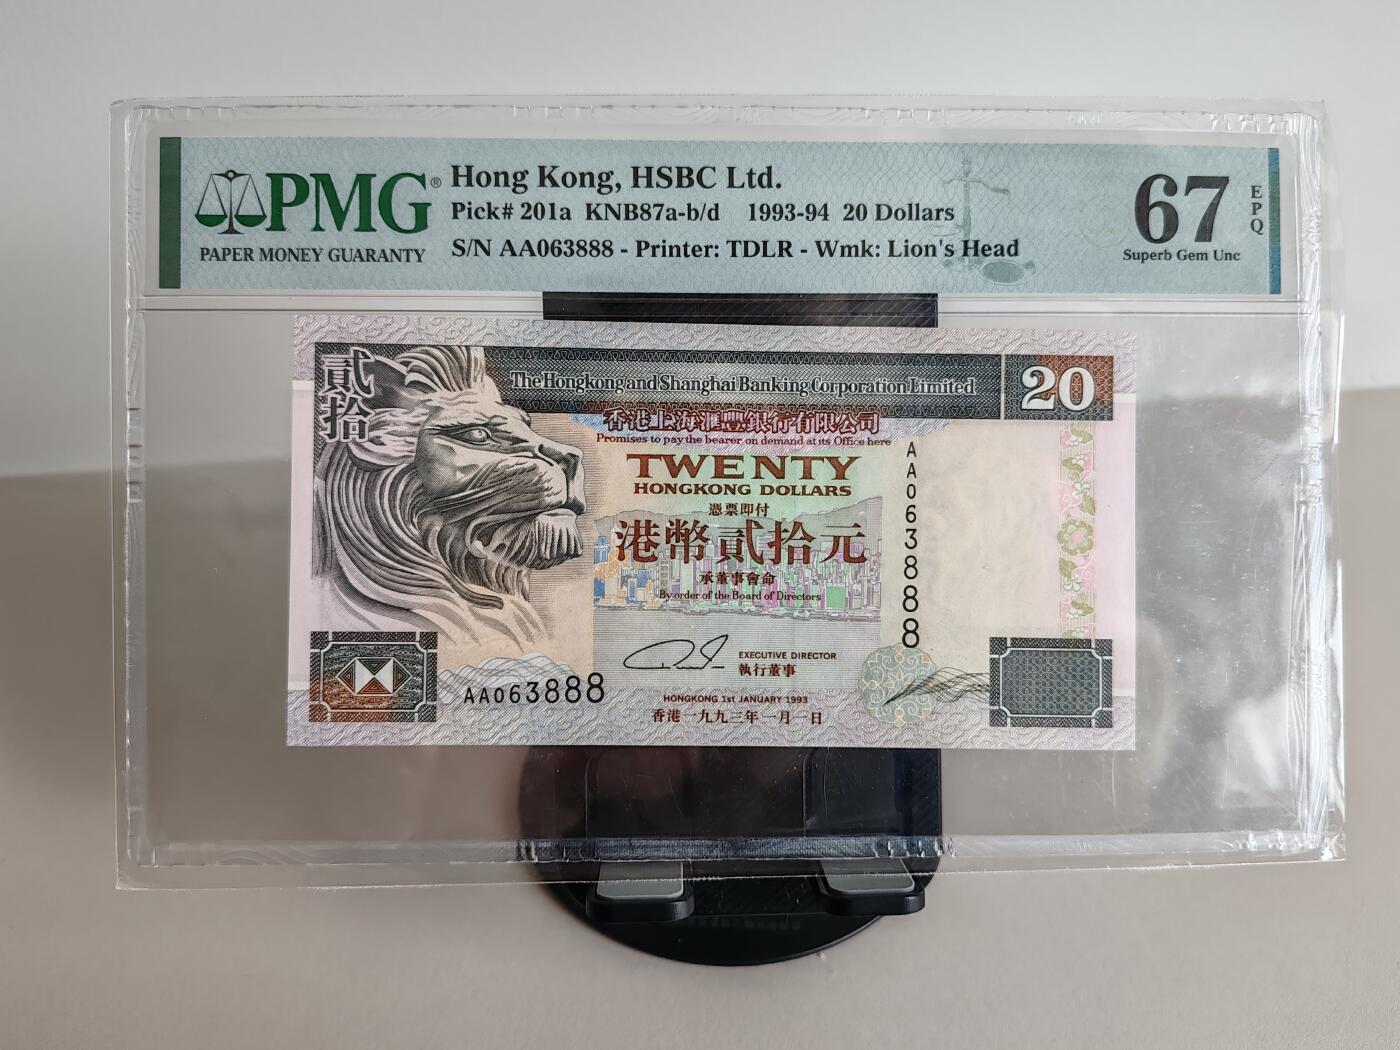 PMG®
PAPER MONEY GUARANTY
Hong Kong, HSBC Ltd.
Pick# 201a KNB87a-b/d 1993-94 20 Dollars
S/N AA063888 - Printer: TDLR - Wmk: Lion's Head
67
EPQ
Superb Gem Unc
貳拾
The Hongkong and Shanghai Banking Corporation Limited
20
香港上海滙豐銀行有限公司
Promises to pay the bearer on demand at its Office here
TWENTY
HONGKONG DOLLARS
憑票即付
港幣貳拾元
承董事會命
By order of the Board of Directors
AA063888
EXECUTIVE DIRECTOR
執行董事
AA063888
HONGKONG 1st JANUARY 1993
香港一九九三年一月一日